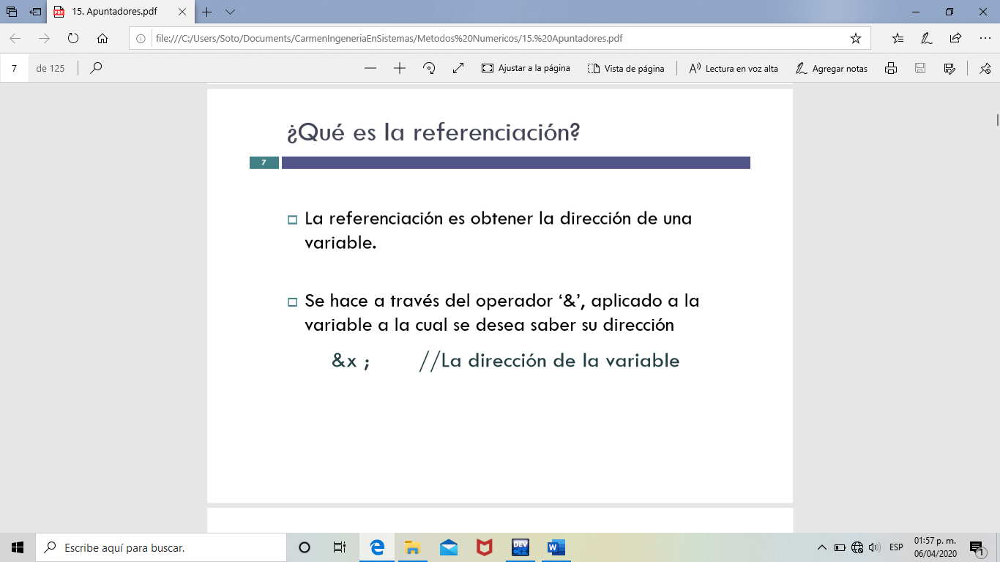 15. Apuntadores.pdf
file:///C:/Users/Soto/Documents/CarmenIngeneriaEnSistemas/Metodos%20Numericos/15.%20Apuntadores.pdf
7 de 125 Ajustar a la página Vista de página Lectura en voz alta Agregar notas
¿Qué es la referenciación?
7
La referenciación es obtener la dirección de una
variable.
Se hace a través del operador ‘&’, aplicado a la
variable a la cual se desea saber su dirección
&x ; //La dirección de la variable
Escribe aquí para buscar.
DEV
C++
W
ESP
01:57 p. m.
06/04/2020
1